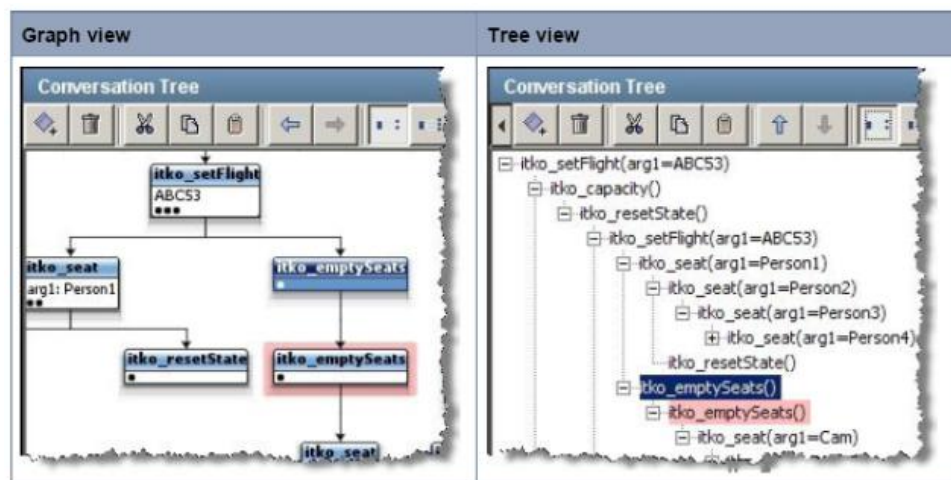 Graph view
Conversation Tree
itko_setFlight
ABC53
itko_seat
arg1: Person1
itko_emptySeats
itko_resetState
itko_emptySeats
itko_seat
Tree view
Conversation Tree
itko_setFlight(arg1=ABC53)
itko_capacity()
itko_resetState()
itko_setFlight(arg1=ABC53)
itko_seat(arg1=Person1)
itko_seat(arg1=Person2)
itko_seat(arg1=Person3)
itko_seat(arg1=Person4)
itko_resetState()
itko_emptySeats()
itko_emptySeats()
itko_seat(arg1=Cam)